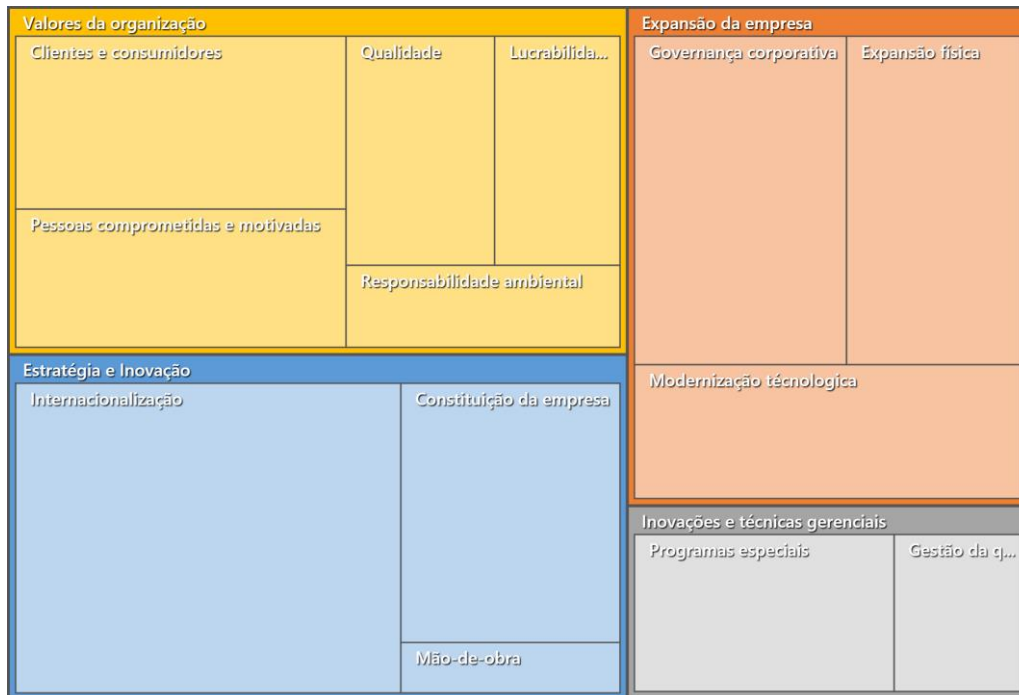 Valores da organização
Clientes e consumidores
Qualidade
Lucrabilida...
Pessoas comprometidas e motivadas
Responsabilidade ambiental
Estratégia e Inovação
Internacionalização
Constituição da empresa
Mão-de-obra
Expansão da empresa
Governança corporativa
Expansão física
Modernização técnologica
Inovações e técnicas gerenciais
Programas especiais
Gestão da q...